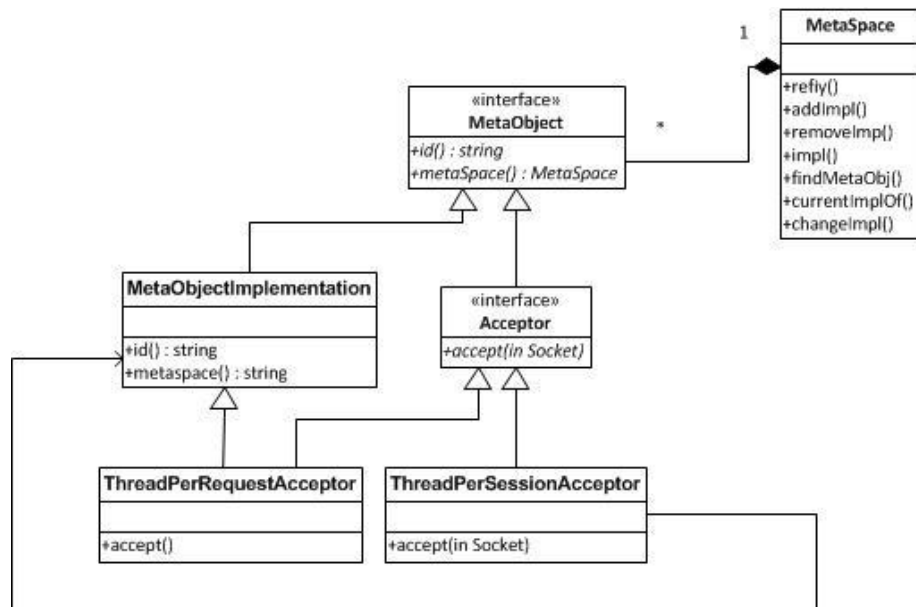 1
MetaSpace
+refiy()
+addImpl()
+removeImp()
+impl()
+findMetaObj()
+currentImplOf()
+changeImpl()
«interface»
MetaObject
+id() : string
+metaSpace() : MetaSpace
*
MetaObjectImplementation
+id() : string
+metaspace() : string
«interface»
Acceptor
+accept(in Socket)
ThreadPerRequestAcceptor
+accept()
ThreadPerSessionAcceptor
+accept(in Socket)